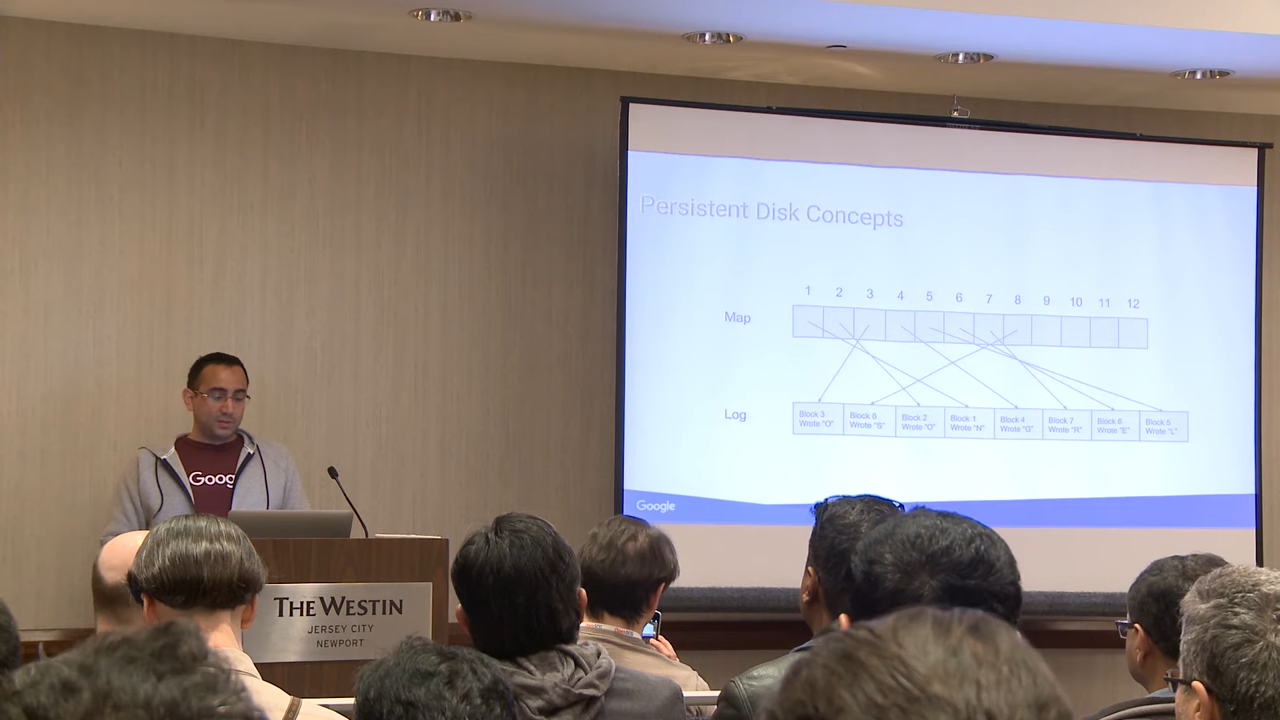 Persistent Disk Concepts
1 2 3 4 5 6 7 8 9 10 11 12
Map
Log
Block 3 Block 8 Block 2 Block 1 Block 4 Block 7 Block 6 Block 5
Wrote "O" Wrote "S" Wrote "O" Wrote "N" Wrote "G" Wrote "R" Wrote "E" Wrote "L"
Google
Goog
THE WESTIN
JERSEY CITY
NEWPORT